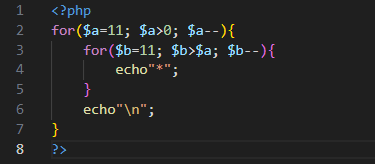 1 <?php
2 for($a=11; $a>0; $a--){
3     for($b=11; $b>$a; $b--){
4         echo"*";
5     }
6     echo"\n";
7 }
8 ?>